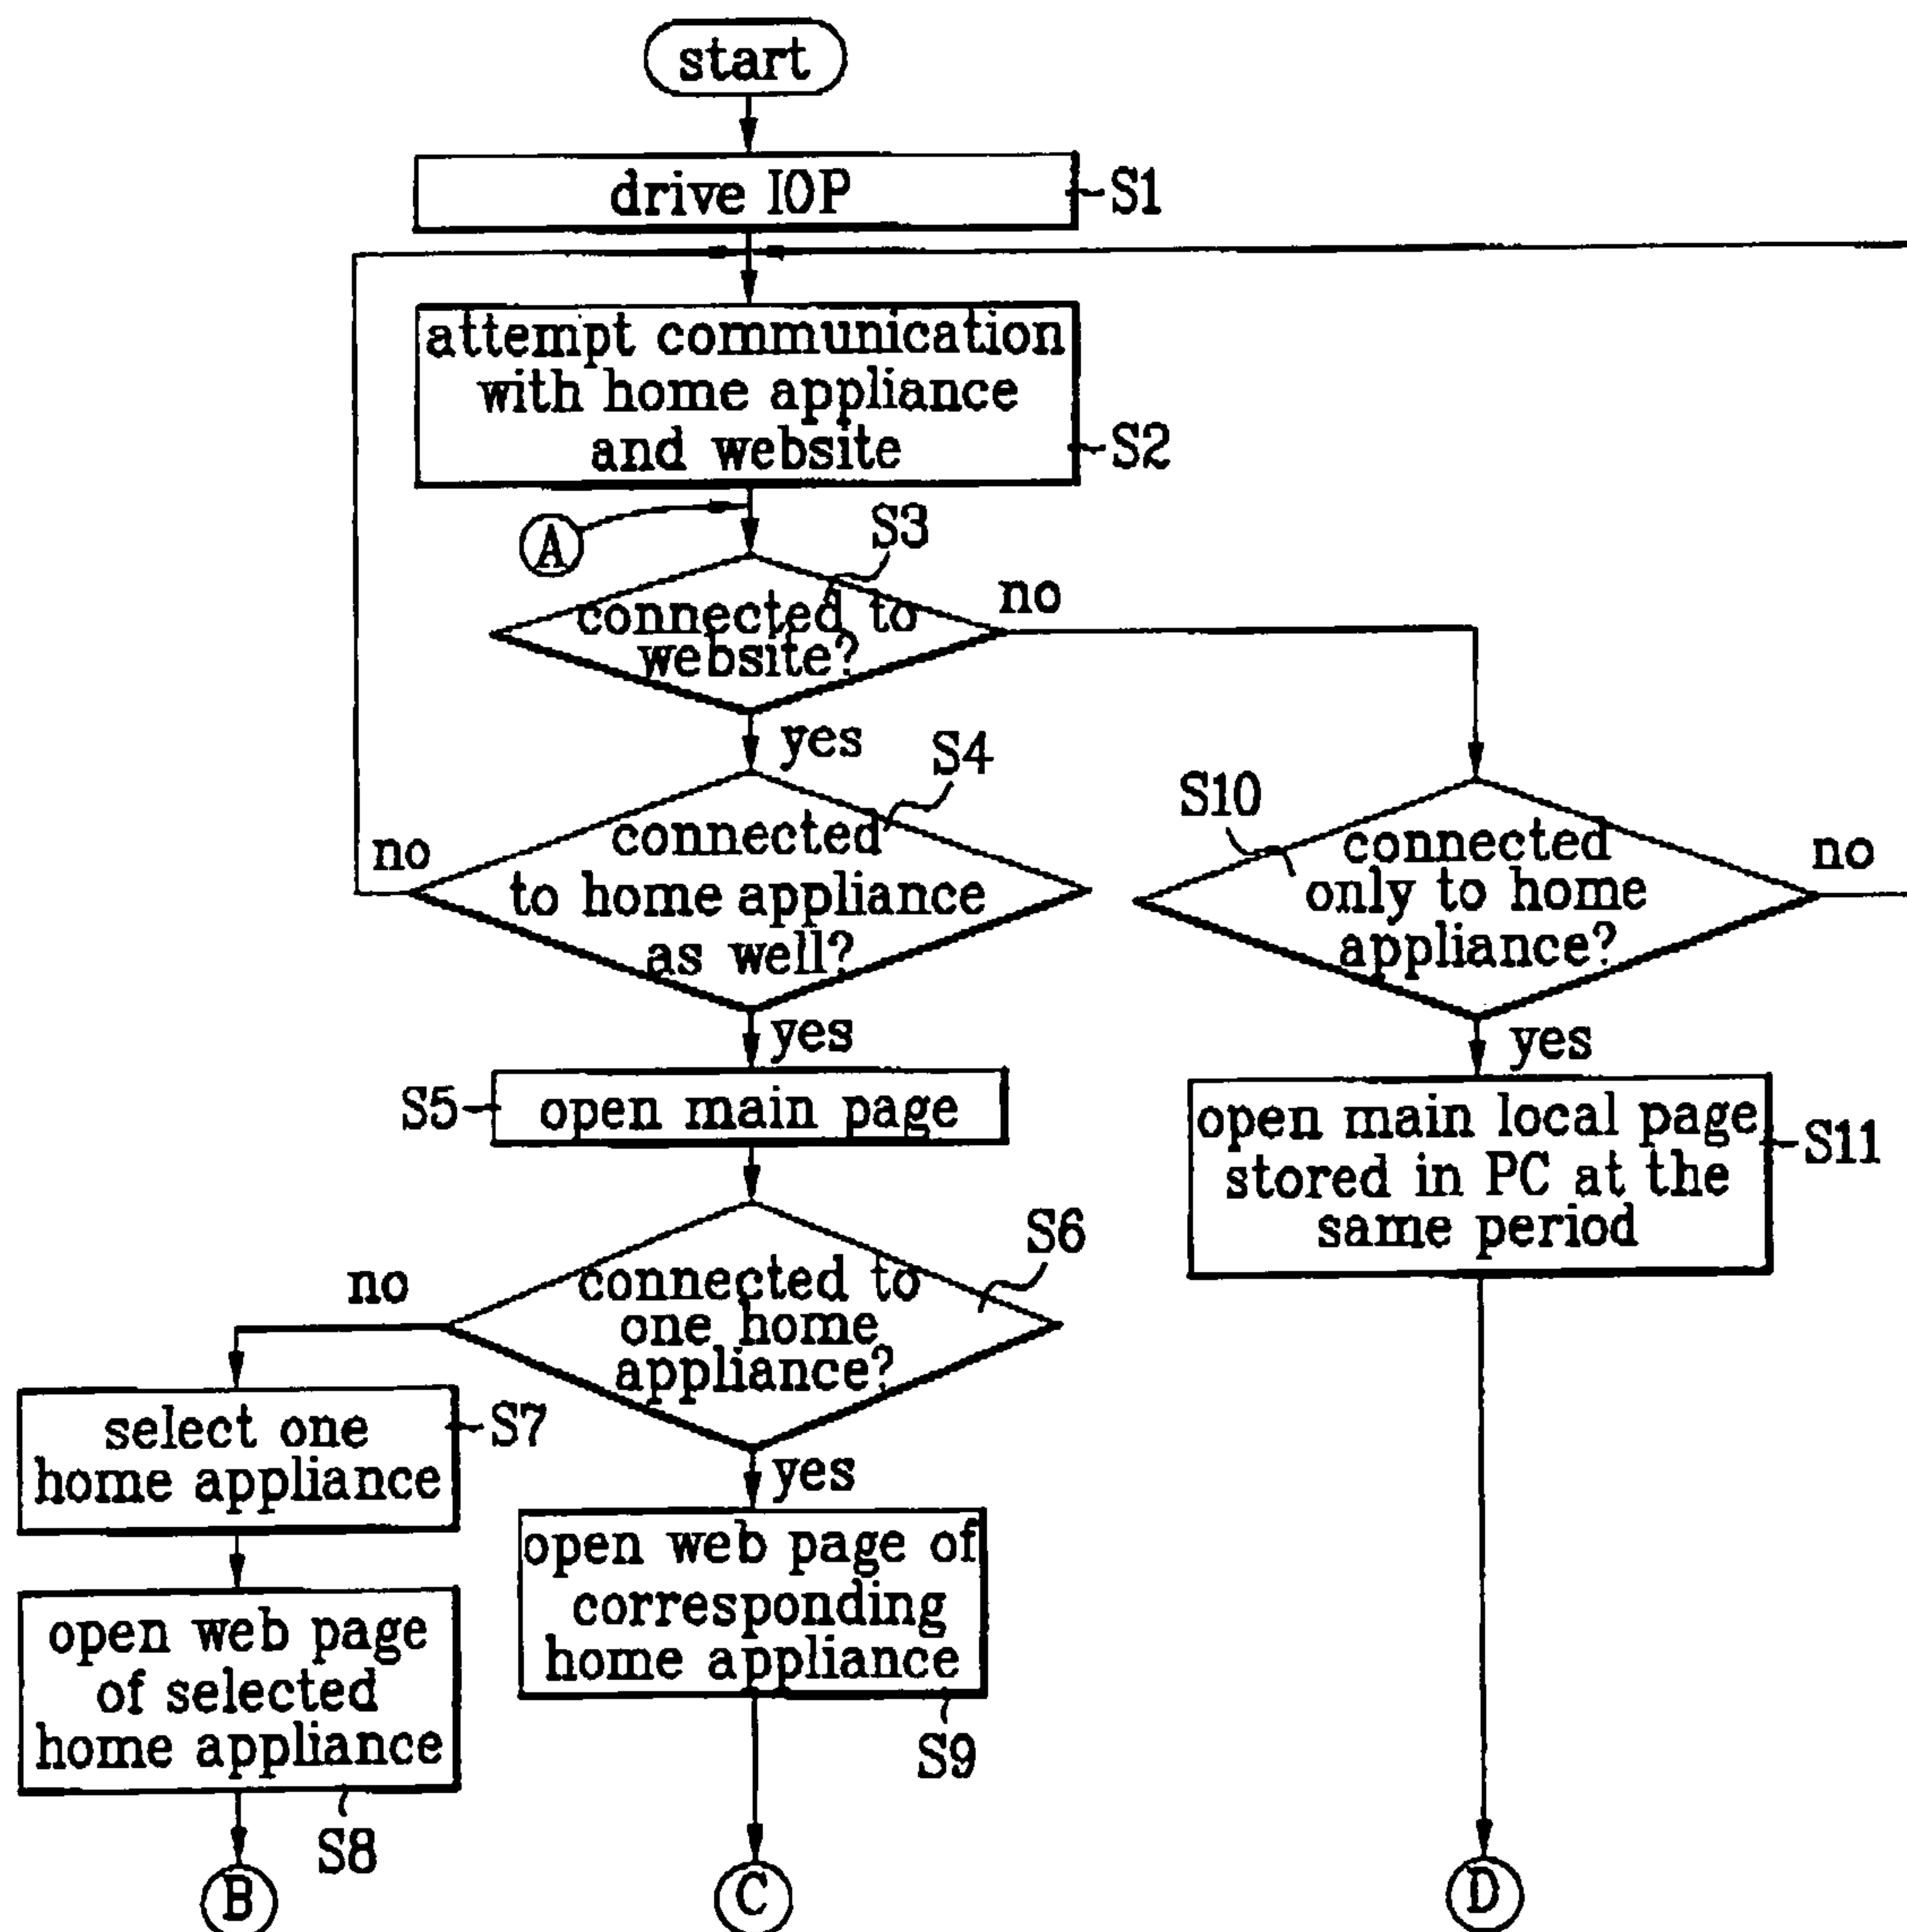 start
drive IOP
S1
attempt communication
with home appliance
and website
S2
A
S3
connected to
website?
no
yes
S4
connected
to home appliance
as well?
no
yes
S10
connected
only to home
appliance?
no
yes
S5
open main page
open main local page
stored in PC at the
same period
S11
S6
connected to
one home
appliance?
no
yes
select one
home appliance
S7
open web page of
corresponding
home appliance
S9
open web page
of selected
home appliance
S8
B
C
D